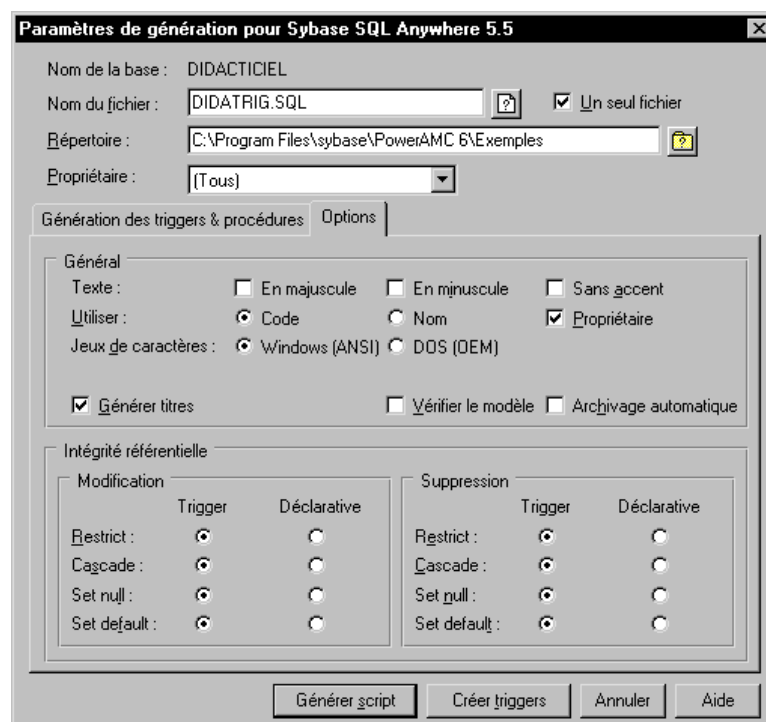 Paramètres de génération pour Sybase SQL Anywhere 5.5
Nom de la base : DIDACTICIEL
Nom du fichier : DIDATRIG.SQL Un seul fichier
Répertoire : C:\Program Files\sybase\PowerAMC 6\Exemples
Propriétaire : (Tous)
Génération des triggers & procédures Options
Général
Texte : En majuscule En minuscule Sans accent
Utiliser : Code Nom Propriétaire
Jeux de caractères : Windows (ANSI) DOS (OEM)
Générer titres Vérifier le modèle Archivage automatique
Intégrité référentielle
Modification Suppression
Trigger Déclarative Trigger Déclarative
Restrict : Restrict :
Cascade : Cascade :
Set null : Set null :
Set default : Set default :
Générer script Créer triggers Annuler Aide